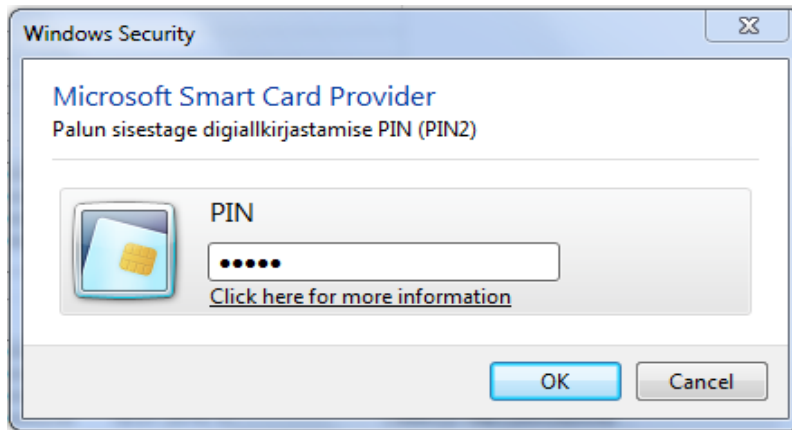 Windows Security
Microsoft Smart Card Provider
Palun sisestage digiallkirjastamise PIN (PIN2)
PIN
•••••
Click here for more information
OK
Cancel